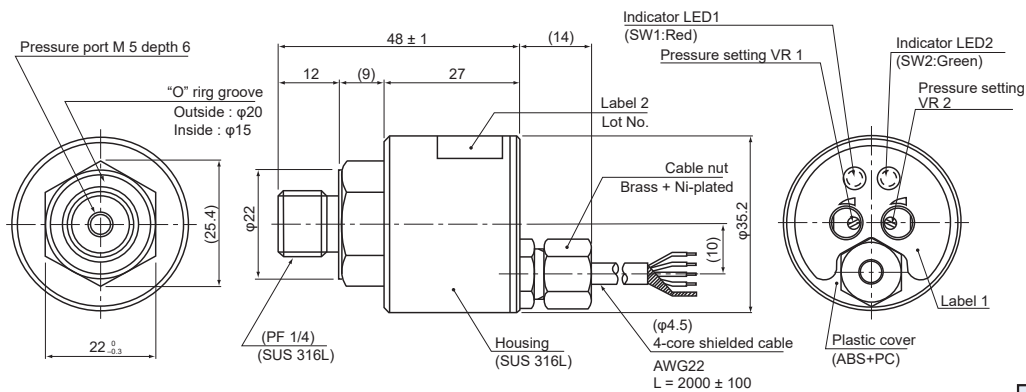 Pressure port M 5 depth 6
“O” rirg groove
Outside : φ20
Inside : φ15
(25.4)
22 0 -0.3
48 ± 1
(14)
12
(9)
27
Label 2
Lot No.
Cable nut
Brass + Ni-plated
φ22
φ35.2
(10)
(PF 1/4)
(SUS 316L)
Housing
(SUS 316L)
(φ4.5)
4-core shielded cable
AWG22
L = 2000 ± 100
Indicator LED1
(SW1:Red)
Pressure setting VR 1
Indicator LED2
(SW2:Green)
Pressure setting
VR 2
Label 1
Plastic cover
(ABS+PC)